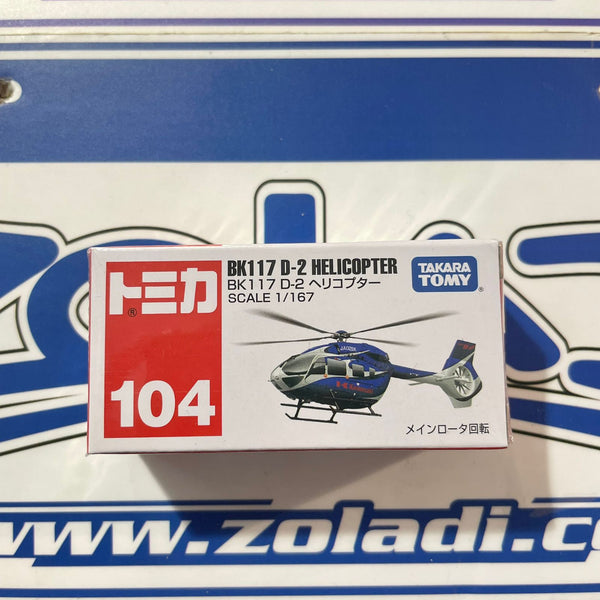 トミカ
®
104
BK117 D-2 HELICOPTER
BK117 D-2 ヘリコプター
SCALE 1/167
TAKARA
TOMY
®
メインロータ回転
www.zoladi.c